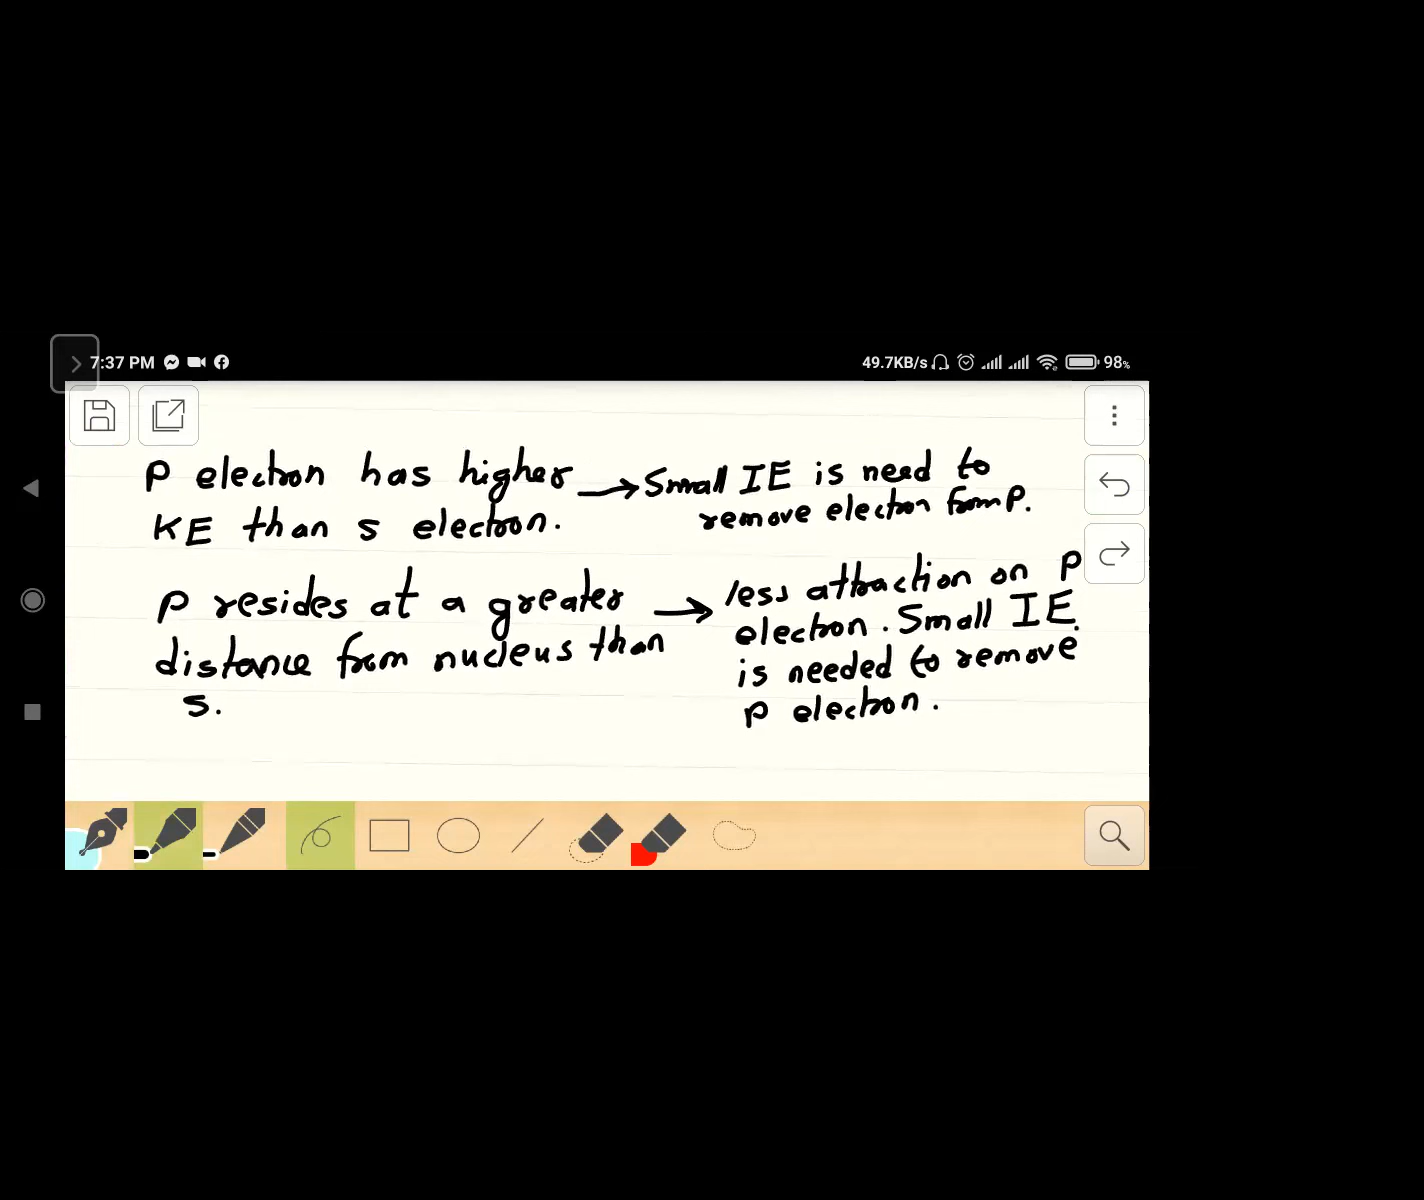 7:37 PM
49.7KB/s 98%
P electron has higher → Small IE is need to
KE than s electron. remove electron from P.
P resides at a greater → less attraction on P
distance from nucleus than electron. Small IE.
s. is needed to remove
P electron.